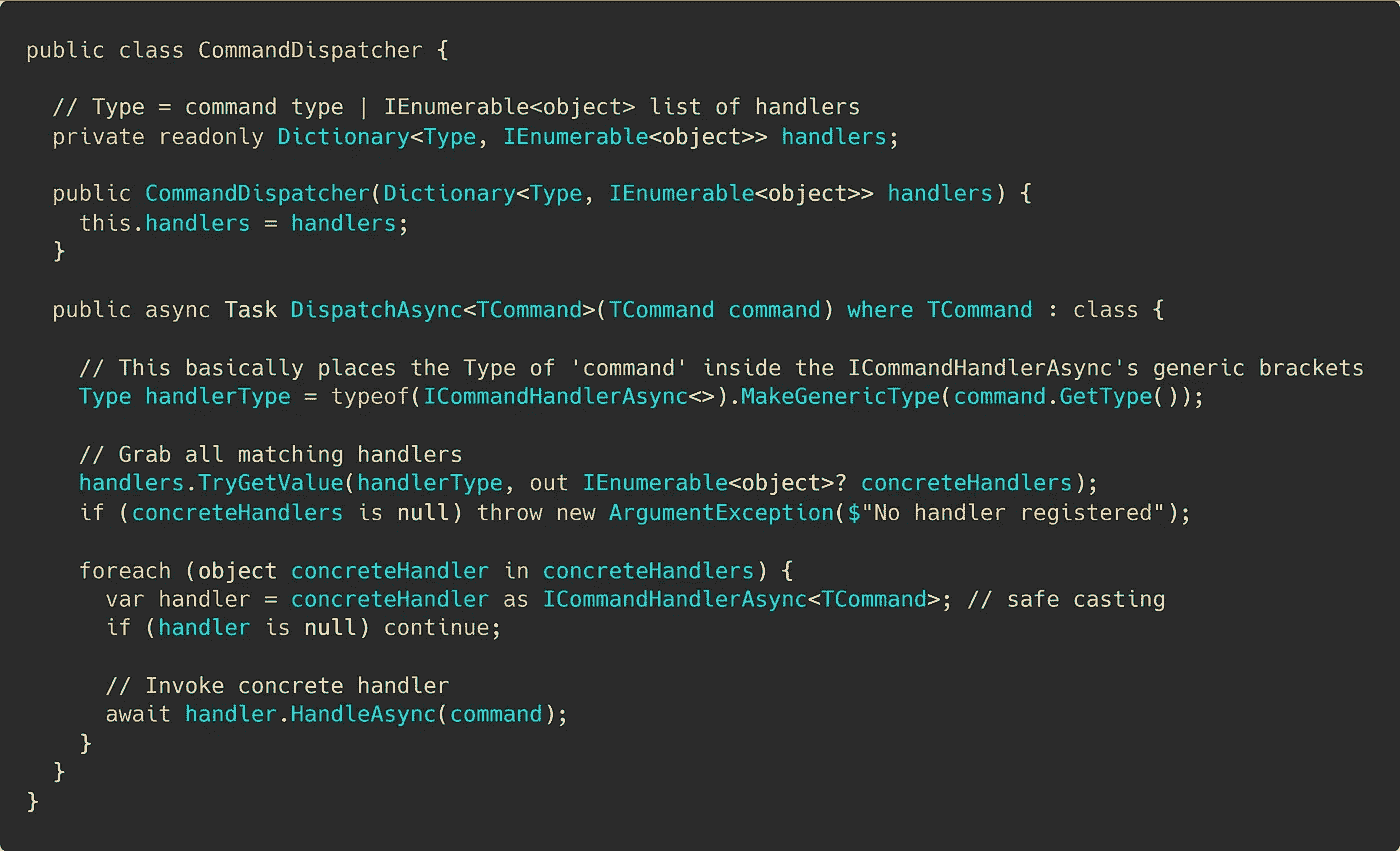 public class CommandDispatcher {
// Type = command type | IEnumerable<object> list of handlers
private readonly Dictionary<Type, IEnumerable<object>> handlers;
public CommandDispatcher(Dictionary<Type, IEnumerable<object>> handlers) {
this.handlers = handlers;
}
public async Task DispatchAsync<TCommand>(TCommand command) where TCommand : class {
// This basically places the Type of 'command' inside the ICommandHandlerAsync's generic brackets
Type handlerType = typeof(ICommandHandlerAsync<>).MakeGenericType(command.GetType());
// Grab all matching handlers
handlers.TryGetValue(handlerType, out IEnumerable<object>? concreteHandlers);
if (concreteHandlers is null) throw new ArgumentException($"No handler registered");
foreach (object concreteHandler in concreteHandlers) {
var handler = concreteHandler as ICommandHandlerAsync<TCommand>; // safe casting
if (handler is null) continue;
// Invoke concrete handler
await handler.HandleAsync(command);
}
}
}